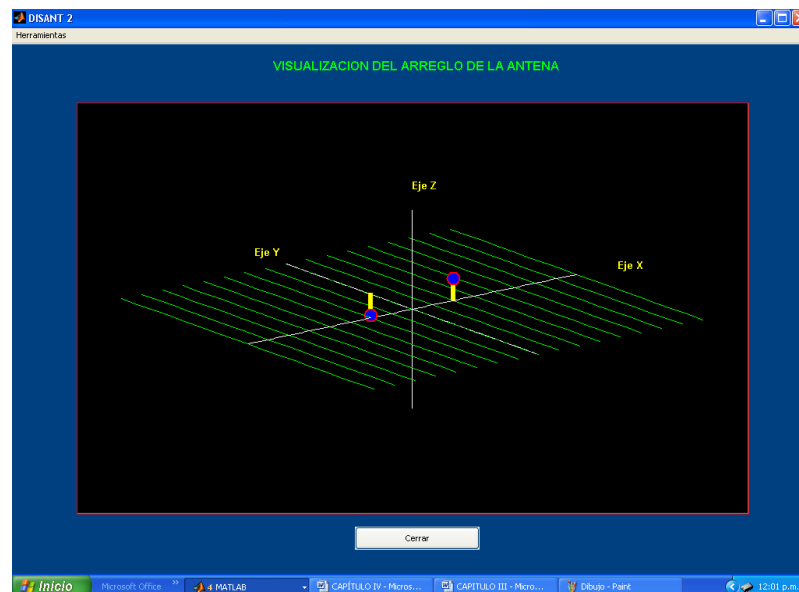 DISANT 2
Herramientas
VISUALIZACION DEL ARREGLO DE LA ANTENA
Eje Z
Eje Y
Eje X
Cerrar
Inicio
Microsoft Office
4 MATLAB
CAPÍTULO IV - Micros...
CAPITULO III - Micro...
Dibujo - Paint
12:01 p.m.